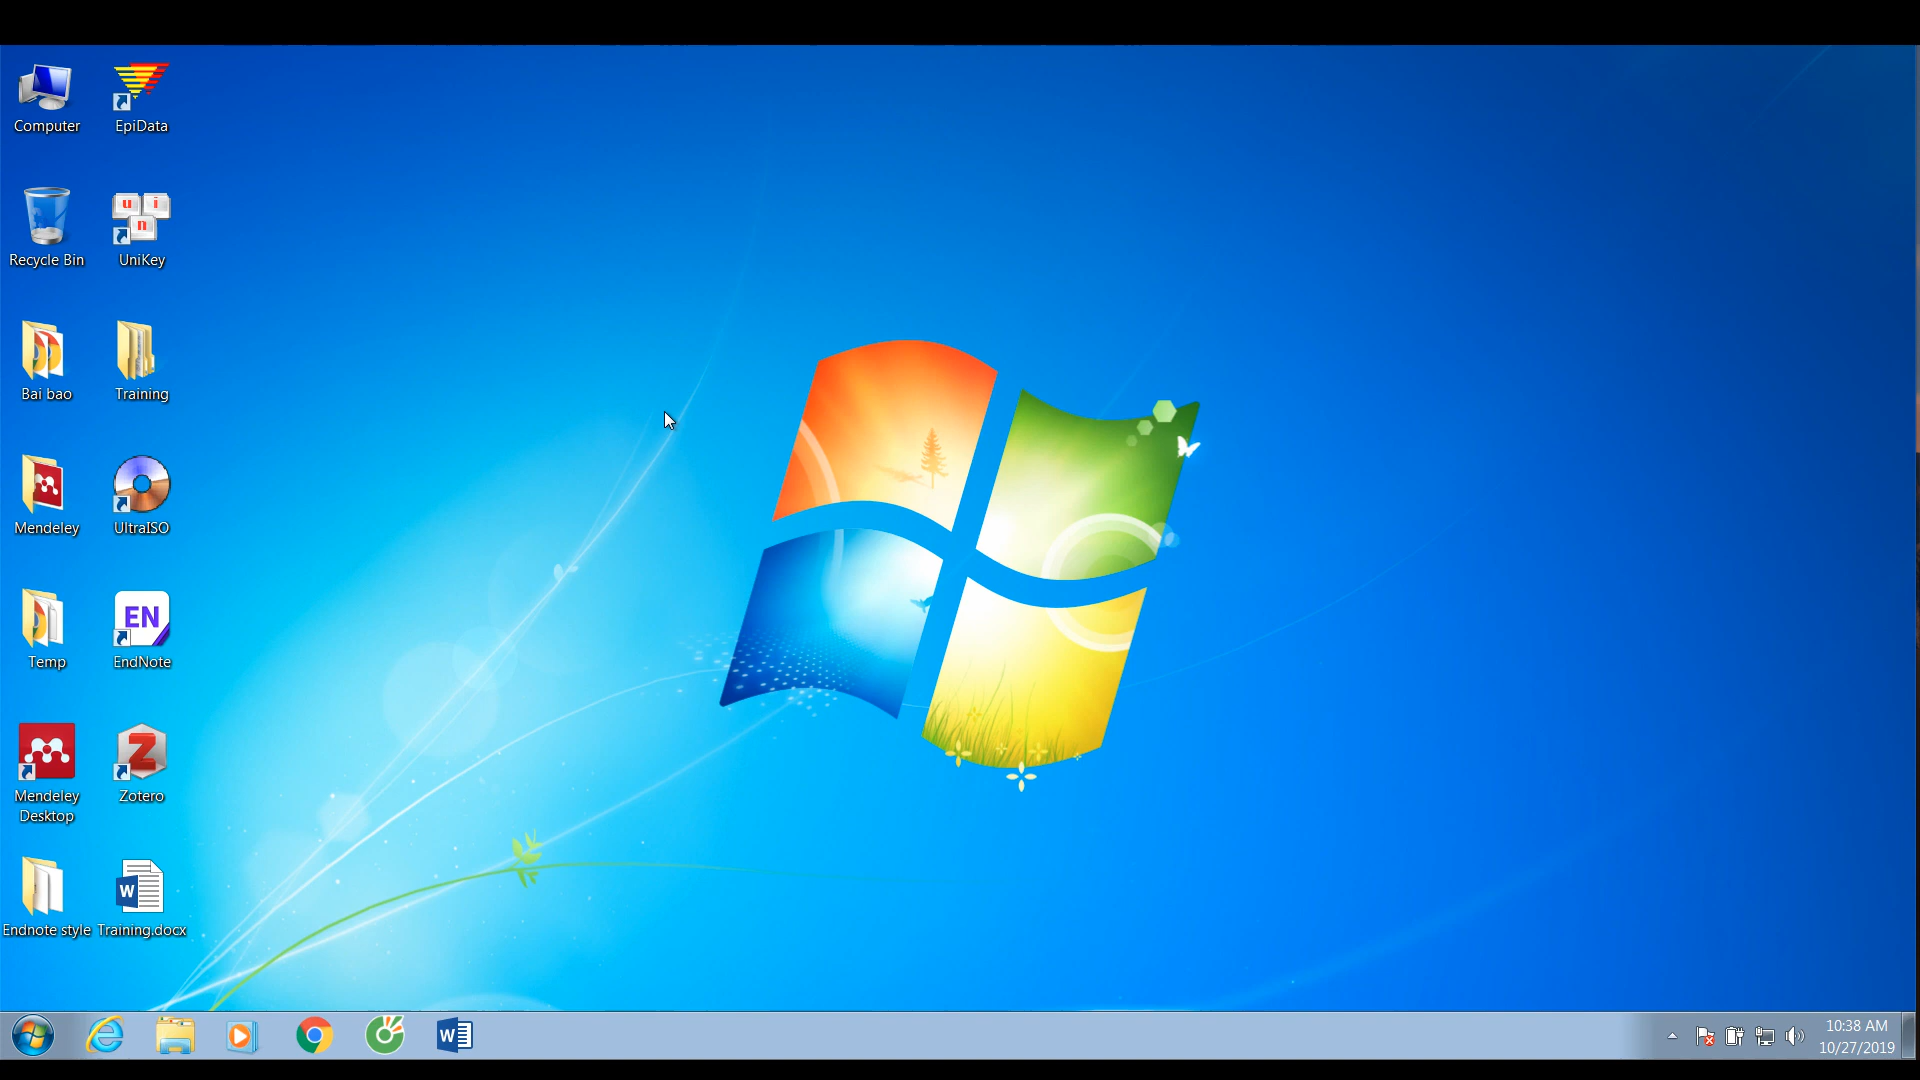 Computer
EpiData
u i
n
Recycle Bin
UniKey
Bai bao
Training
Mendeley
UltraISO
EN
Temp
EndNote
Z
Mendeley
Desktop
Zotero
W
Endnote style
Training.docx
W
10:38 AM
10/27/2019